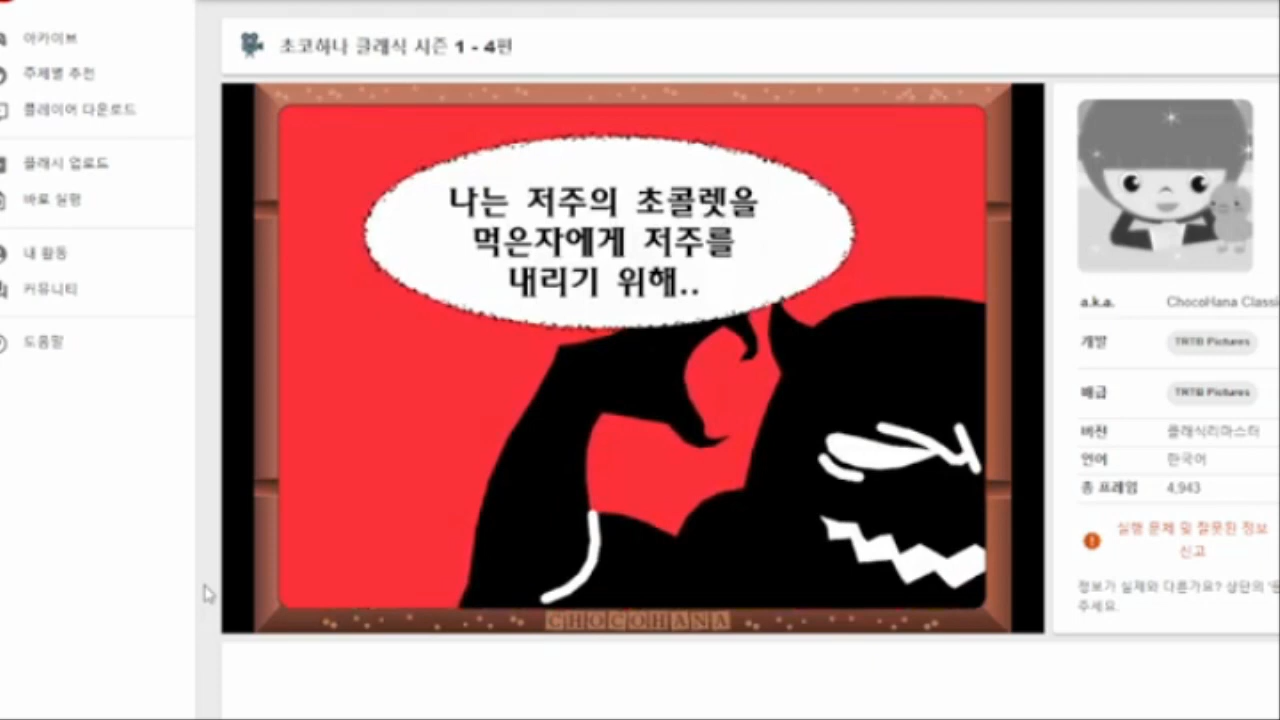 아카이브
주제별 추천
플레이어 다운로드
플래시 업로드
바로 실행
내 활동
커뮤니티
도움말
초코하나 클래식 시즌 1 - 4편
나는 저주의 초콜렛을
먹은자에게 저주를
내리기 위해..
CHOCOHANA
a.k.a. ChocoHana Classi
개발 TRTB Pictures
배급 TRTB Pictures
버전 클래식리마스터
언어 한국어
총 프레임 4,943
실행 문제 및 잘못된 정보
신고
정보가 실제와 다른가요? 상단의
주세요.